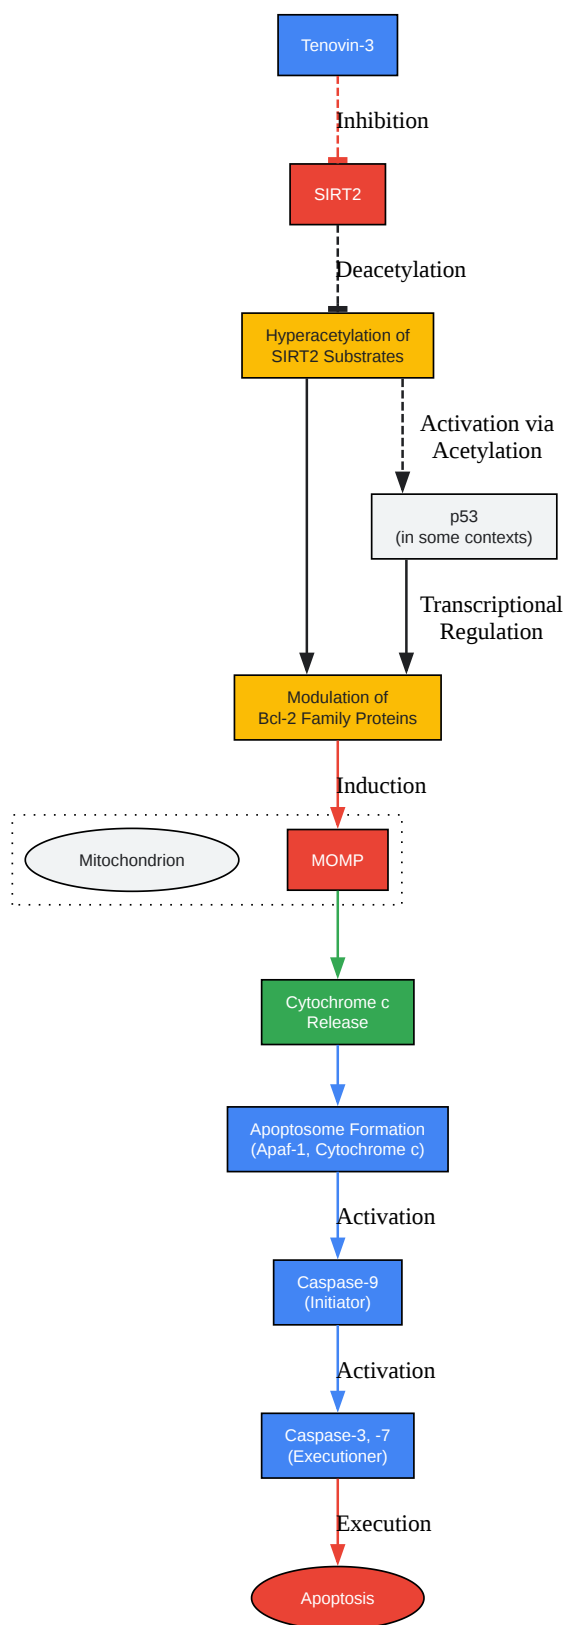 Tenovin-3
Inhibition
SIRT2
Deacetylation
Hyperacetylation of
SIRT2 Substrates
Activation via
Acetylation
p53
(in some contexts)
Transcriptional
Regulation
Modulation of
Bcl-2 Family Proteins
Induction
Mitochondrion
MOMP
Cytochrome c
Release
Apoptosome Formation
(Apaf-1, Cytochrome c)
Activation
Caspase-9
(Initiator)
Activation
Caspase-3, -7
(Executioner)
Execution
Apoptosis